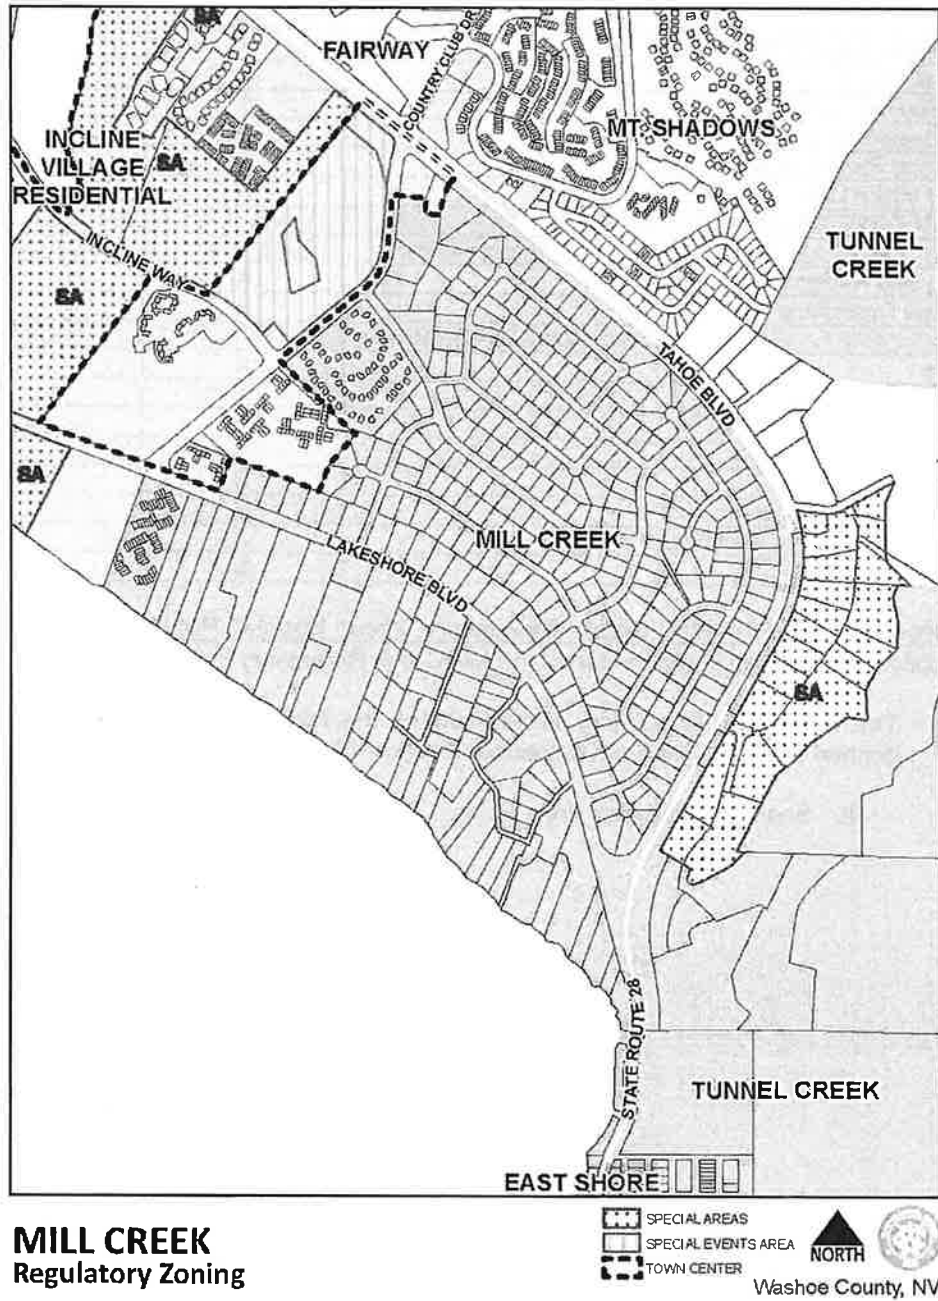 SA
FAIRWAY
COUNTRY CLUB DR
MT. SHADOWS
INCLINE
VILLAGE
RESIDENTIAL
SA
TUNNEL
CREEK
INCLINE WAY
SA
TAHOE BLVD
SA
MILL CREEK
LAKESHORE BLVD
SA
STATE ROUTE 28
TUNNEL CREEK
EAST SHORE
MILL CREEK
Regulatory Zoning
SPECIAL AREAS
SPECIAL EVENTS AREA
TOWN CENTER
NORTH
Washoe County, NV